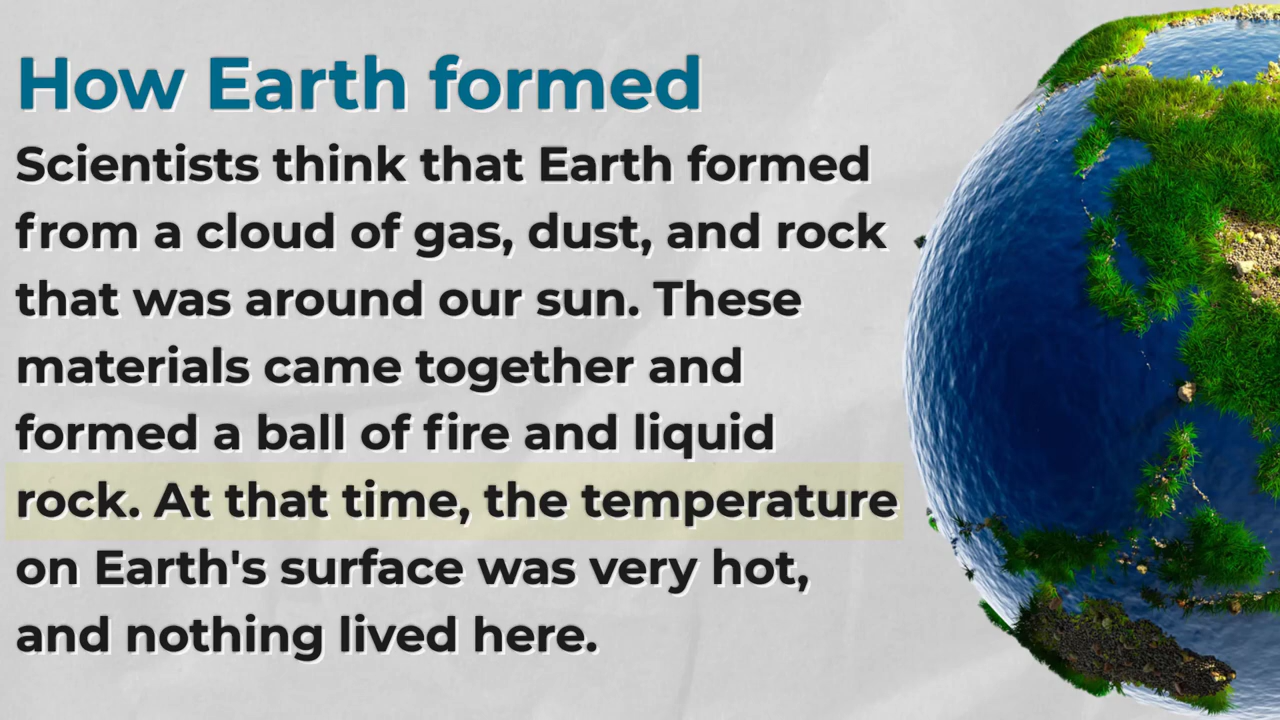 How Earth formed
Scientists think that Earth formed
from a cloud of gas, dust, and rock
that was around our sun. These
materials came together and
formed a ball of fire and liquid
rock. At that time, the temperature
on Earth's surface was very hot,
and nothing lived here.